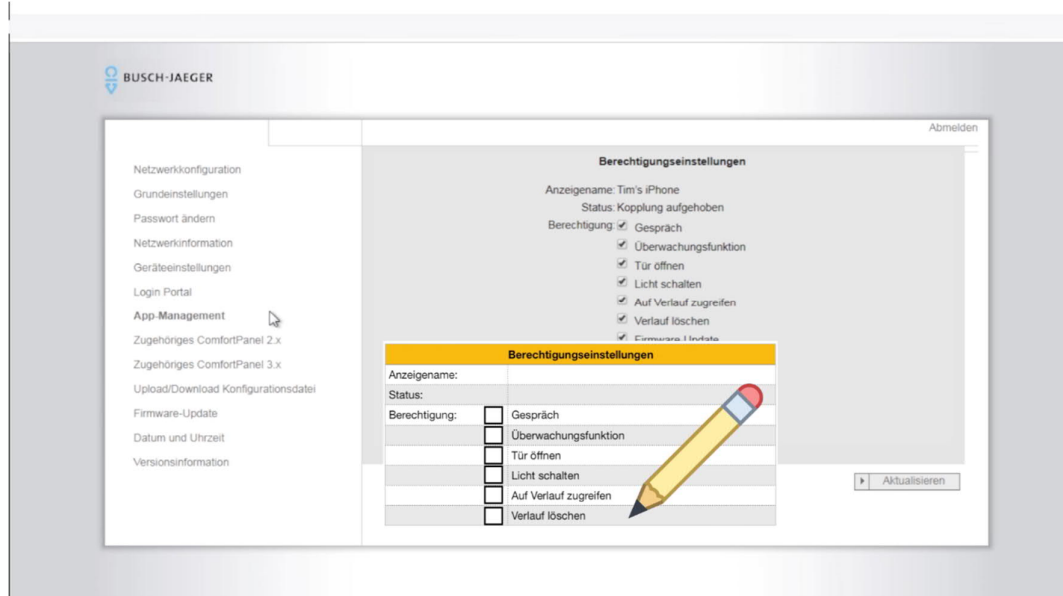 BUSCH-JAEGER
Abmelden
Netzwerkkonfiguration
Grundeinstellungen
Passwort ändern
Netzwerkinformation
Geräteeinstellungen
Login Portal
App-Management
Zugehöriges ComfortPanel 2.x
Zugehöriges ComfortPanel 3.x
Upload/Download Konfigurationsdatei
Firmware-Update
Datum und Uhrzeit
Versionsinformation
Berechtigungseinstellungen
Anzeigename: Tim's iPhone
Status: Kopplung aufgehoben
Berechtigung: Gespräch
Überwachungsfunktion
Tür öffnen
Licht schalten
Auf Verlauf zugreifen
Verlauf löschen
Firmware-Update
Berechtigungseinstellungen
Anzeigename:
Status:
Berechtigung: Gespräch
Überwachungsfunktion
Tür öffnen
Licht schalten
Auf Verlauf zugreifen
Verlauf löschen
Aktualisieren